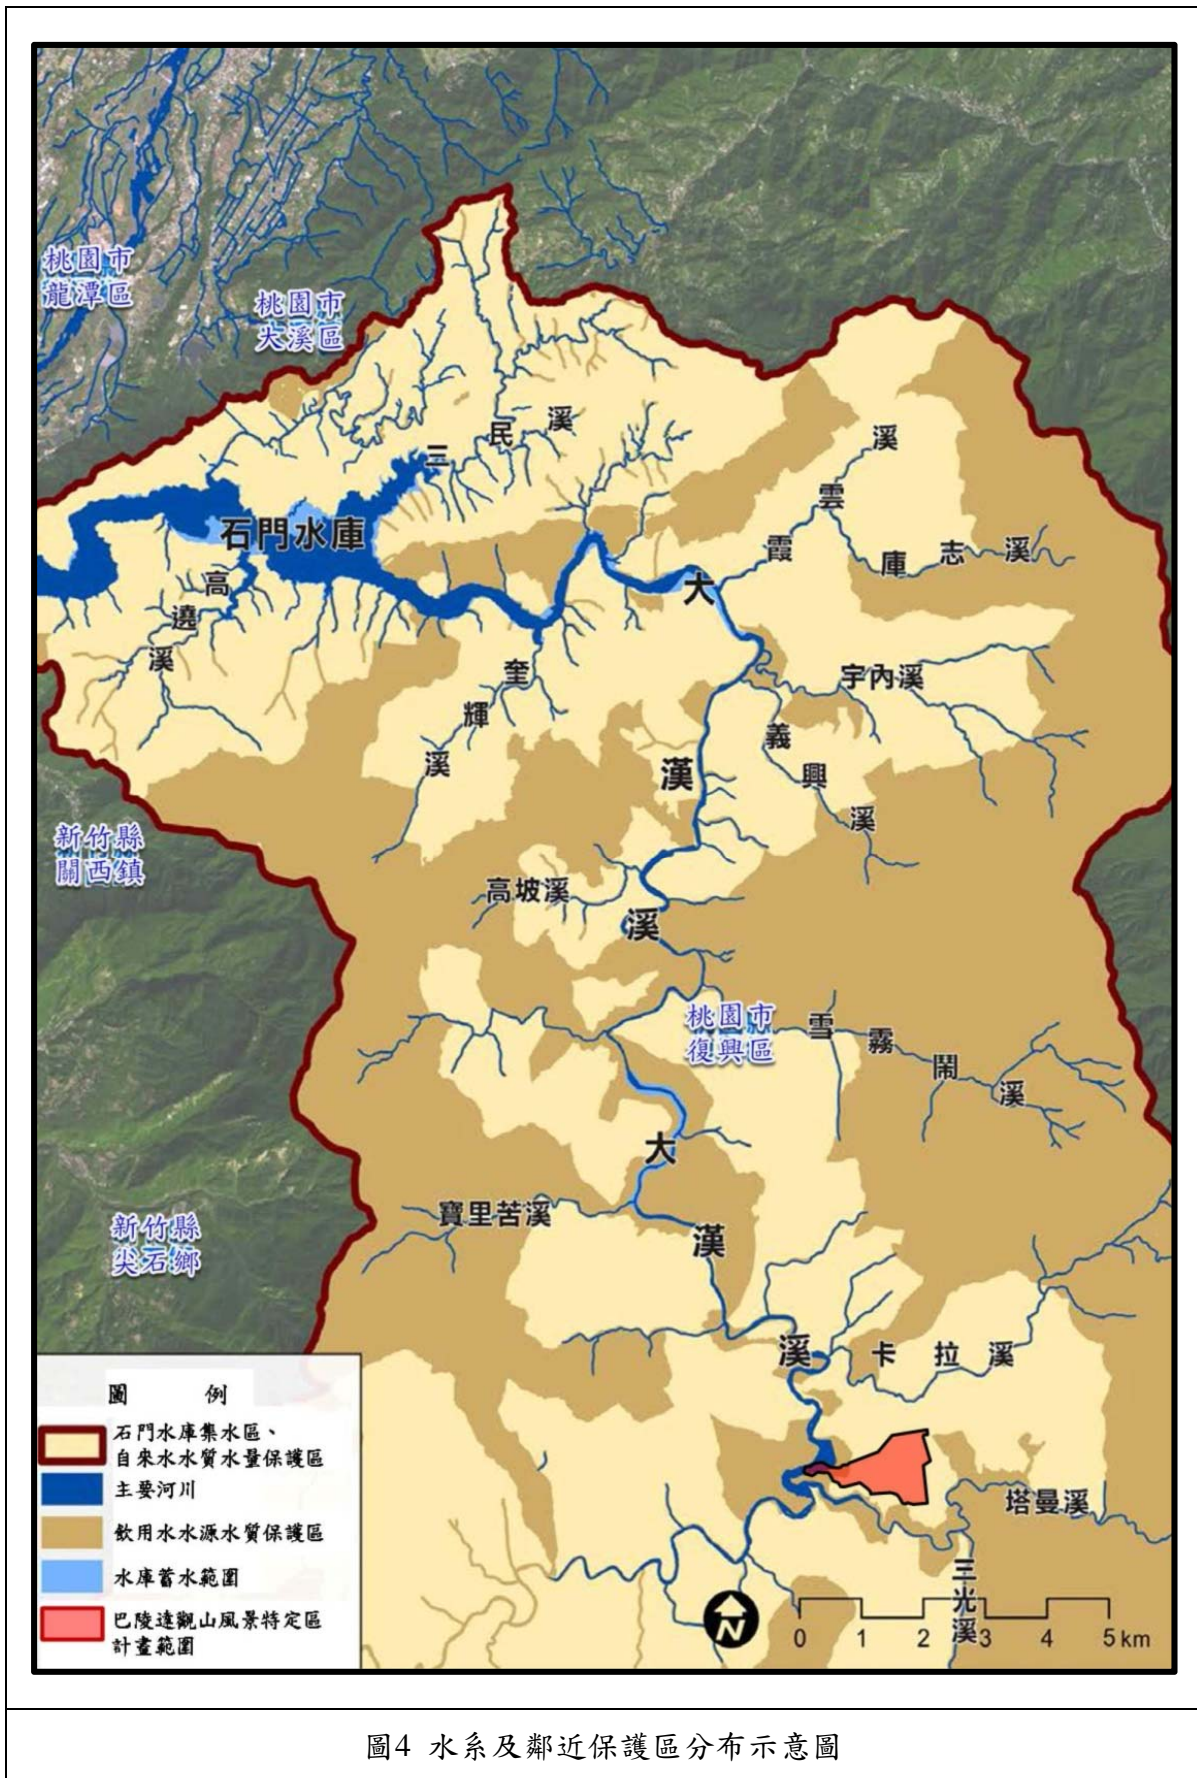 桃園市
龍潭區
桃園市
大溪區
三民溪
石門水庫
高遶溪
霞雲溪
庫志溪
大漢溪
奎輝溪
宇內溪
義興溪
新竹縣
關西鎮
高坡溪
桃園市
復興區
雪霧鬧溪
大漢溪
寶里苦溪
新竹縣
尖石鄉
卡拉溪
塔曼溪
三光溪
圖 例
石門水庫集水區、
自來水水質水量保護區
主要河川
飲用水水源水質保護區
水庫蓄水範圍
巴陵達觀山風景特定區
計畫範圍
N
0 1 2 3 4 5 km
圖4 水系及鄰近保護區分布示意圖